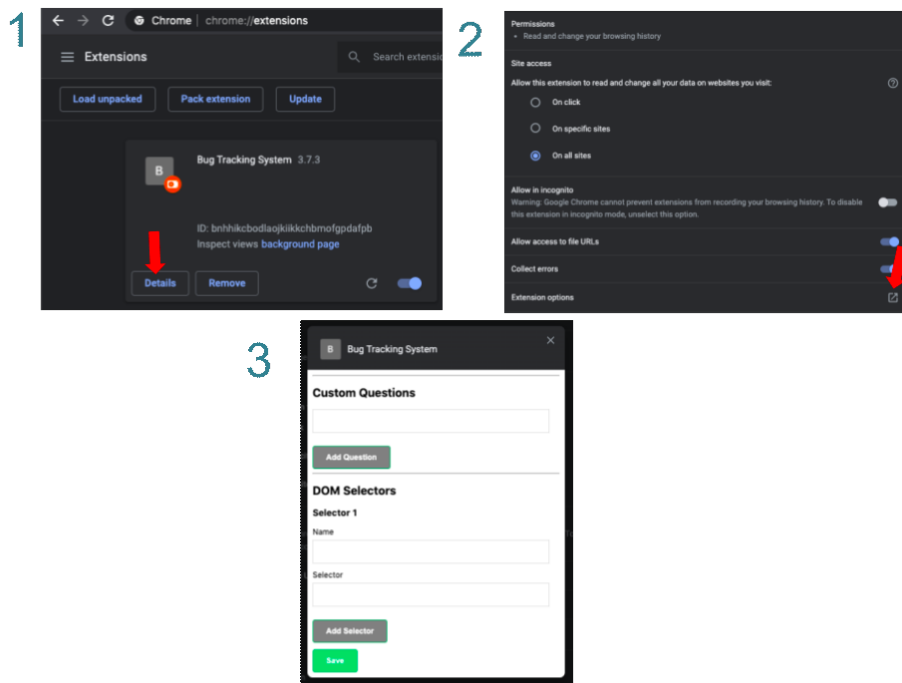 1
Chrome | chrome://extensions
Extensions
Search extensio
Load unpacked
Pack extension
Update
B
Bug Tracking System 3.7.3
ID: bnhhikcbodlaojkiikkchbmofgpdafpb
Inspect views background page
Details
Remove
2
Permissions
• Read and change your browsing history
Site access
Allow this extension to read and change all your data on websites you visit:
On click
On specific sites
On all sites
Allow in incognito
Warning: Google Chrome cannot prevent extensions from recording your browsing history. To disable
this extension in incognito mode, unselect this option.
Allow access to file URLs
Collect errors
Extension options
3
B
Bug Tracking System
Custom Questions
Add Question
DOM Selectors
Selector 1
Name
Selector
Add Selector
Save